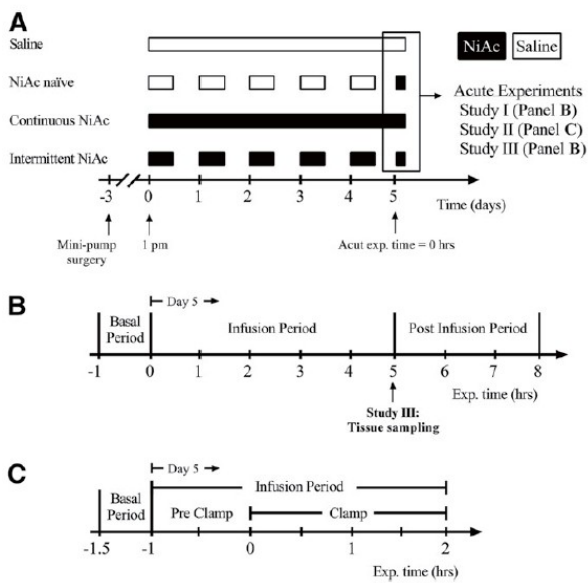 A
Saline
NiAc naïve
Continuous NiAc
Intermittent NiAc
NiAc Saline
Acute Experiments
Study I (Panel B)
Study II (Panel C)
Study III (Panel B)
-3 0 1 2 3 4 5
Time (days)
Mini-pump
surgery
1 pm
Acut exp. time = 0 hrs
B
Day 5
Basal
Period
Infusion Period
Post Infusion Period
-1 0 1 2 3 4 5 6 7 8
Exp. time (hrs)
Study III:
Tissue sampling
C
Day 5
Infusion Period
Basal
Period
Pre Clamp
Clamp
-1.5 -1 0 1 2
Exp. time (hrs)